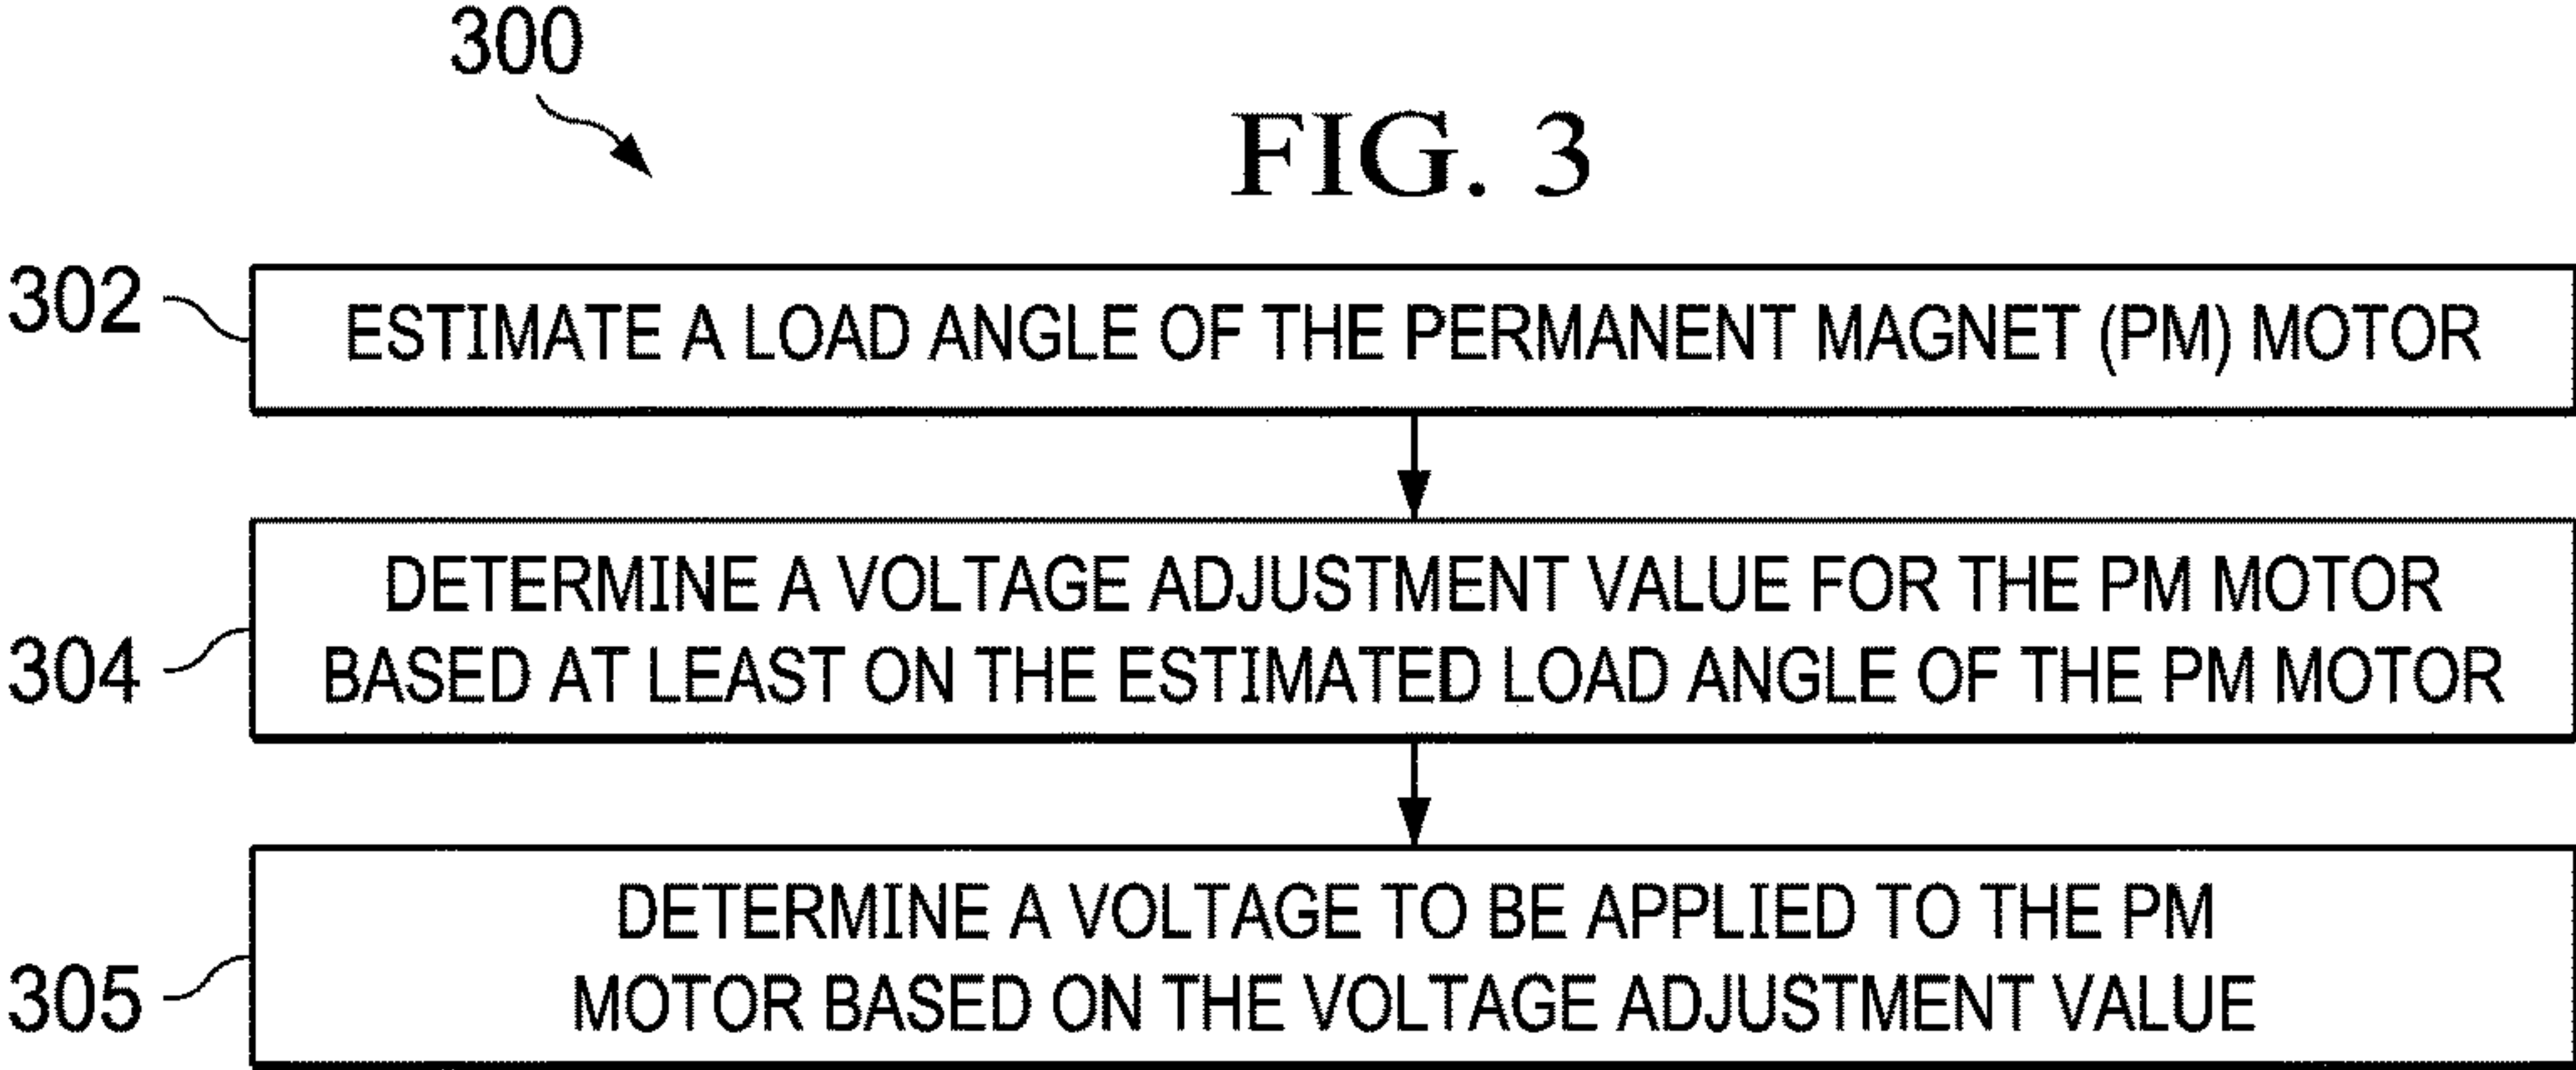 300
FIG. 3
302
ESTIMATE A LOAD ANGLE OF THE PERMANENT MAGNET (PM) MOTOR
304
DETERMINE A VOLTAGE ADJUSTMENT VALUE FOR THE PM MOTOR
BASED AT LEAST ON THE ESTIMATED LOAD ANGLE OF THE PM MOTOR
305
DETERMINE A VOLTAGE TO BE APPLIED TO THE PM
MOTOR BASED ON THE VOLTAGE ADJUSTMENT VALUE